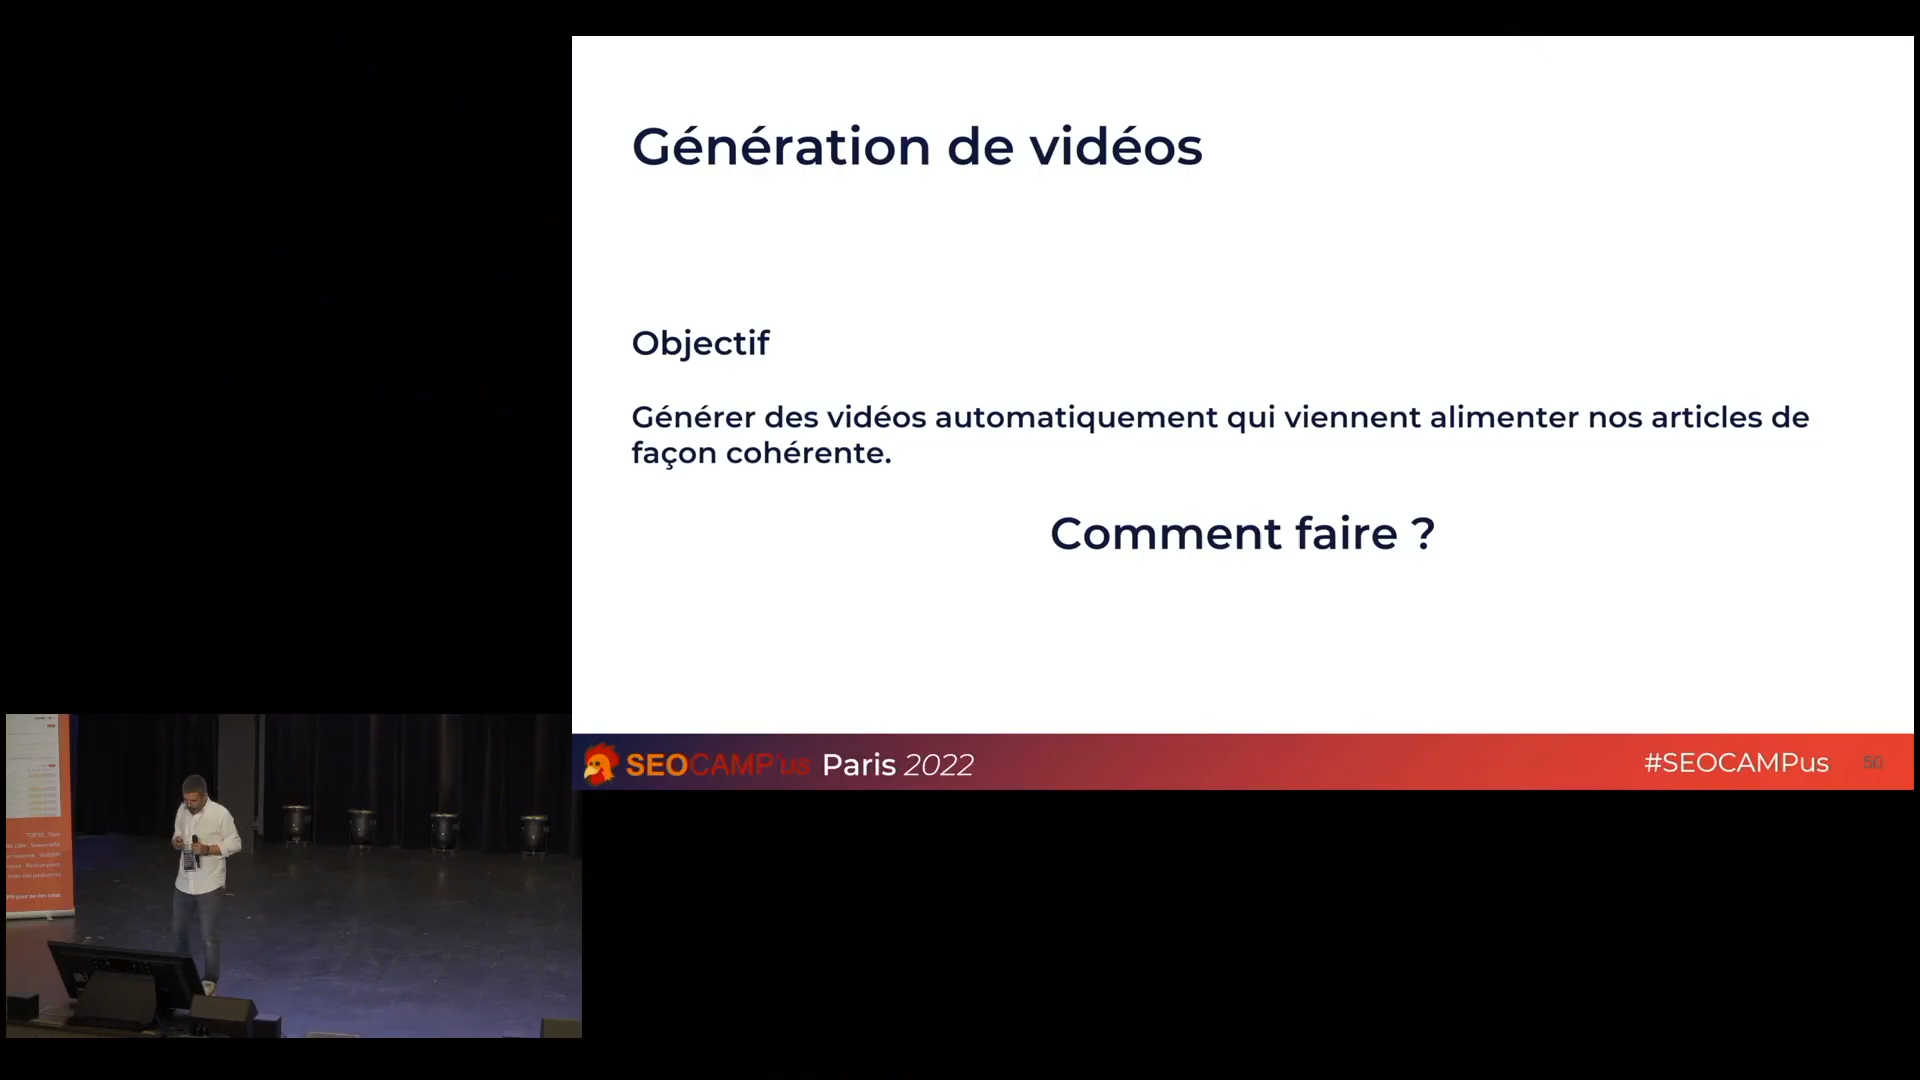 Génération de vidéos
Objectif
Générer des vidéos automatiquement qui viennent alimenter nos articles de
façon cohérente.
Comment faire ?
SEOCAMP'us Paris 2022
#SEOCAMPus 50